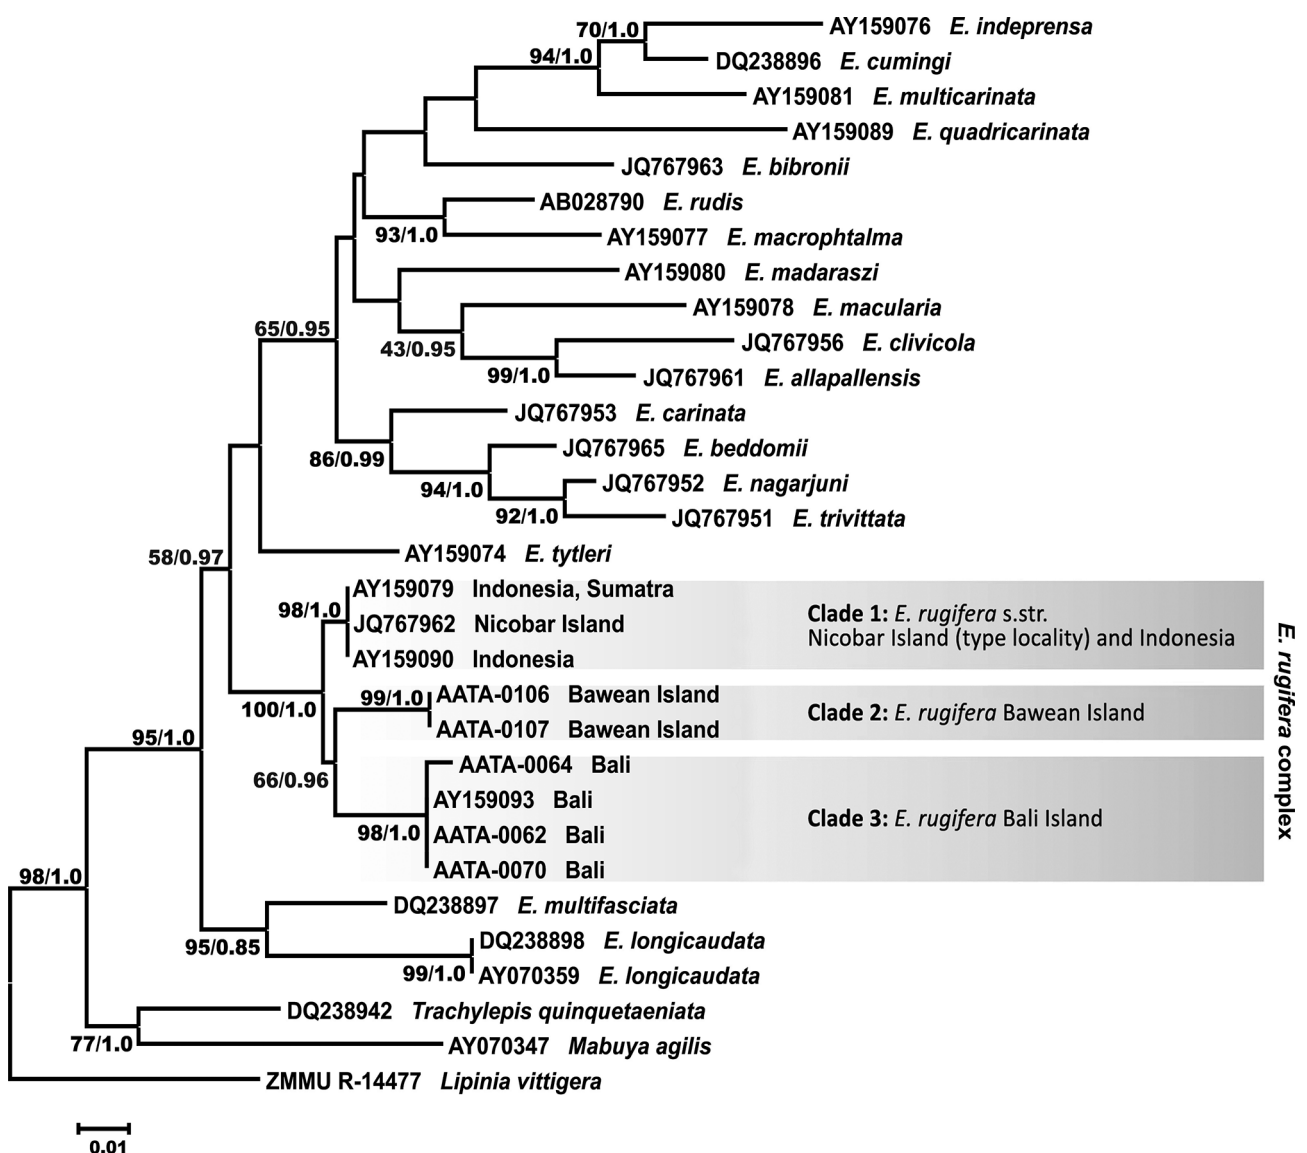 70/1.0
AY159076 E. indeprensa
94/1.0
DQ238896 E. cumingi
AY159081 E. multicarinata
AY159089 E. quadricarinata
JQ767963 E. bibronii
AB028790 E. rudis
93/1.0
AY159077 E. macrophtalma
AY159080 E. madaraszi
AY159078 E. macularia
65/0.95
43/0.95
JQ767956 E. clivicola
99/1.0
JQ767961 E. allapallensis
JQ767953 E. carinata
86/0.99
JQ767965 E. beddomii
94/1.0
JQ767952 E. nagarjuni
92/1.0
JQ767951 E. trivittata
58/0.97
AY159074 E. tytleri
AY159079 Indonesia, Sumatra
98/1.0
JQ767962 Nicobar Island
AY159090 Indonesia
Clade 1: E. rugifera s.str.
Nicobar Island (type locality) and Indonesia
100/1.0
99/1.0
AATA-0106 Bawean Island
AATA-0107 Bawean Island
Clade 2: E. rugifera Bawean Island
95/1.0
66/0.96
AATA-0064 Bali
AY159093 Bali
98/1.0
AATA-0062 Bali
AATA-0070 Bali
Clade 3: E. rugifera Bali Island
E. rugifera complex
98/1.0
DQ238897 E. multifasciata
95/0.85
DQ238898 E. longicaudata
99/1.0
AY070359 E. longicaudata
DQ238942 Trachylepis quinquetaeniata
77/1.0
AY070347 Mabuya agilis
ZMMU R-14477 Lipinia vittigera
0.01